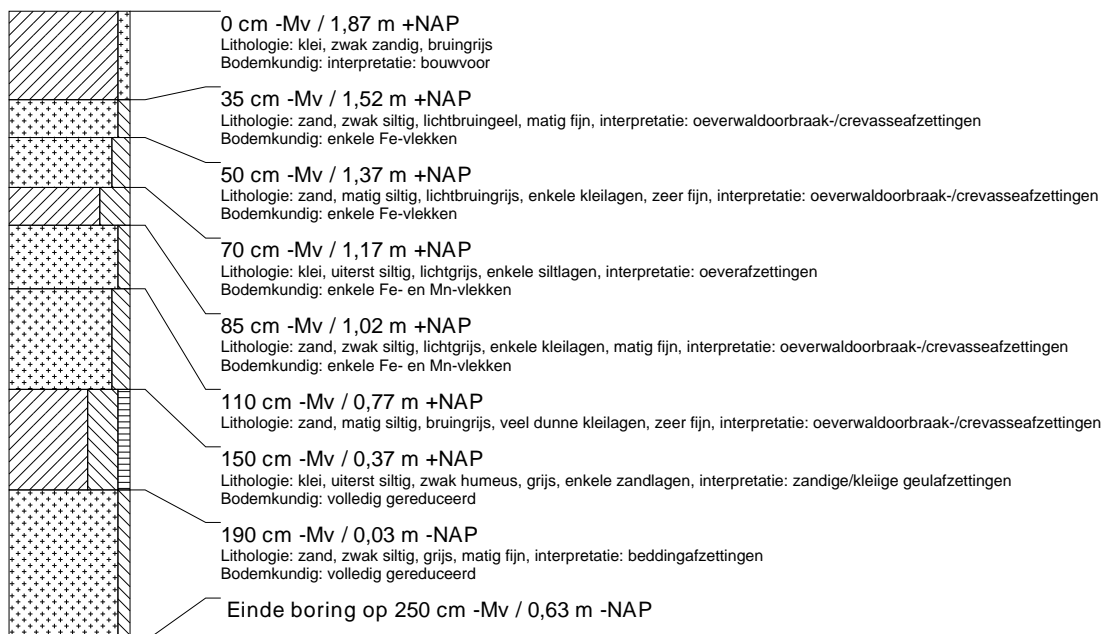 0 cm -Mv / 1,87 m +NAP
Lithologie: klei, zwak zandig, bruingrijs
Bodemkundig: interpretatie: bouwvoor
35 cm -Mv / 1,52 m +NAP
Lithologie: zand, zwak siltig, lichtbruingeel, matig fijn, interpretatie: oeverwaldoorbraak-/crevasseafzettingen
Bodemkundig: enkele Fe-vlekken
50 cm -Mv / 1,37 m +NAP
Lithologie: zand, matig siltig, lichtbruingrijs, enkele kleilagen, zeer fijn, interpretatie: oeverwaldoorbraak-/crevasseafzettingen
Bodemkundig: enkele Fe-vlekken
70 cm -Mv / 1,17 m +NAP
Lithologie: klei, uiterst siltig, lichtgrijs, enkele siltlagen, interpretatie: oeverafzettingen
Bodemkundig: enkele Fe- en Mn-vlekken
85 cm -Mv / 1,02 m +NAP
Lithologie: zand, zwak siltig, lichtgrijs, enkele kleilagen, matig fijn, interpretatie: oeverwaldoorbraak-/crevasseafzettingen
Bodemkundig: enkele Fe- en Mn-vlekken
110 cm -Mv / 0,77 m +NAP
Lithologie: zand, matig siltig, bruingrijs, veel dunne kleilagen, zeer fijn, interpretatie: oeverwaldoorbraak-/crevasseafzettingen
150 cm -Mv / 0,37 m +NAP
Lithologie: klei, uiterst siltig, zwak humeus, grijs, enkele zandlagen, interpretatie: zandige/kleiige geulafzettingen
Bodemkundig: volledig gereduceerd
190 cm -Mv / 0,03 m -NAP
Lithologie: zand, zwak siltig, grijs, matig fijn, interpretatie: beddingafzettingen
Bodemkundig: volledig gereduceerd
Einde boring op 250 cm -Mv / 0,63 m -NAP